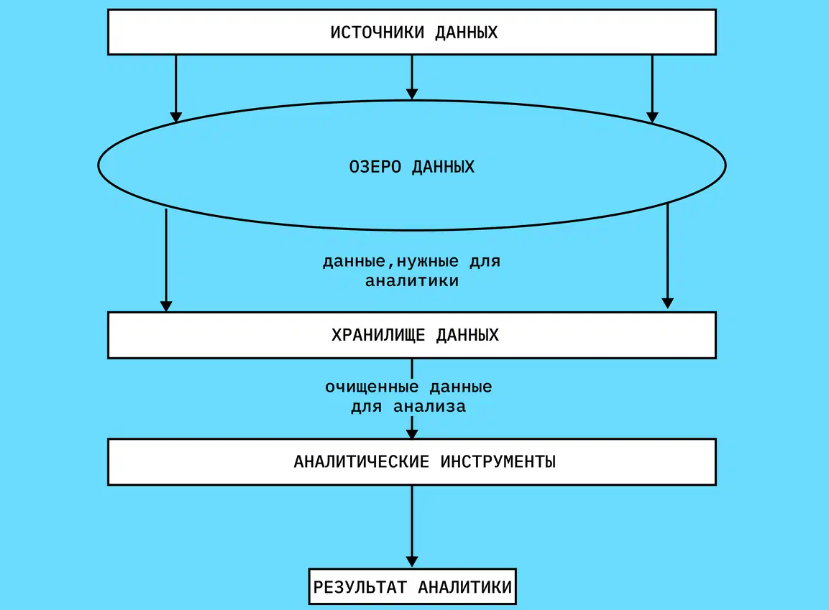 ИСТОЧНИКИ ДАННЫХ
ОЗЕРО ДАННЫХ
данные,нужные для
аналитики
ХРАНИЛИЩЕ ДАННЫХ
очищенные данные
для анализа
АНАЛИТИЧЕСКИЕ ИНСТРУМЕНТЫ
РЕЗУЛЬТАТ АНАЛИТИКИ